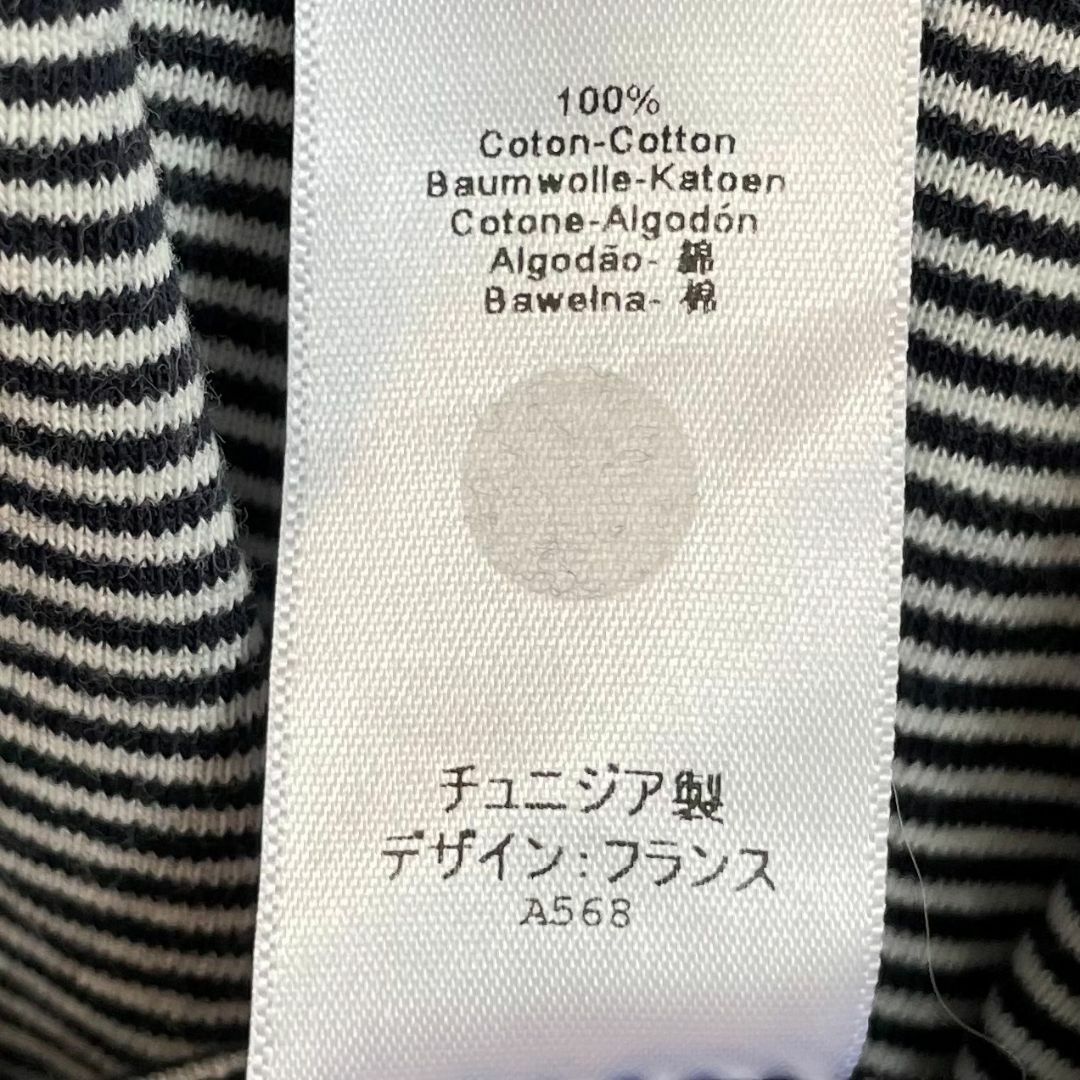 100%
Coton-Cotton
Baumwolle-Katoen
Cotone-Algodón
Algodão- 綿
Bawełna- 棉
チュニジア製
デザイン:フランス
A568